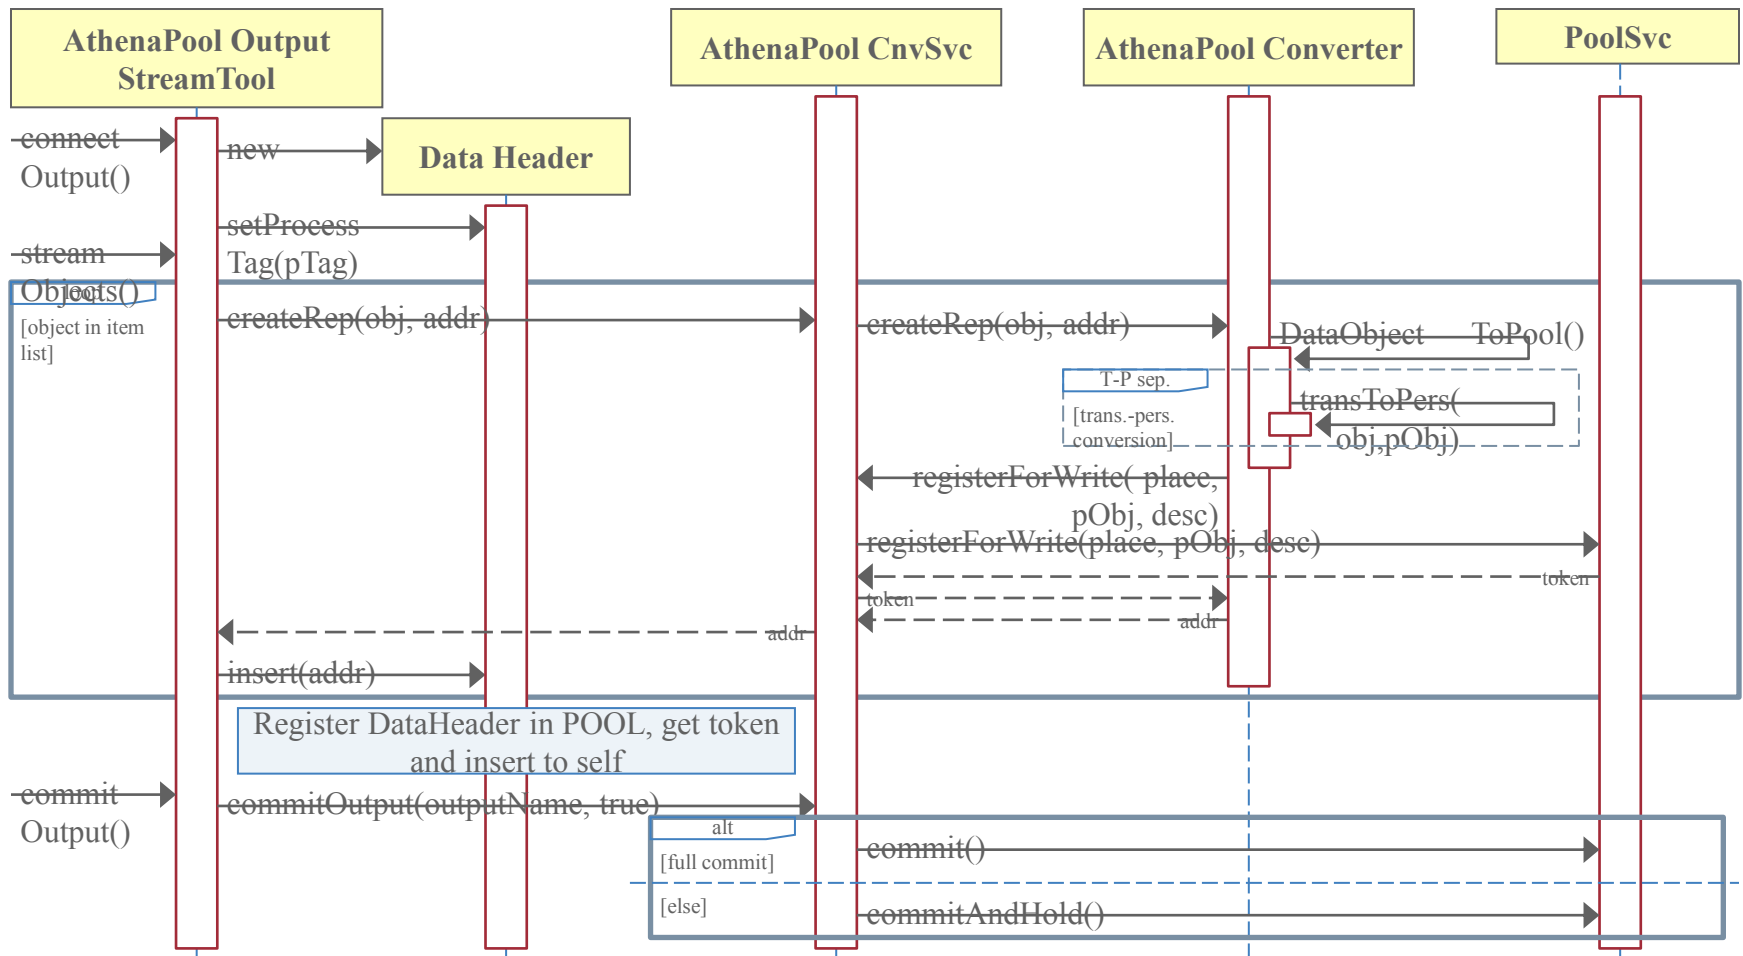 AthenaPool Output
StreamTool
AthenaPool CnvSvc
AthenaPool Converter
PoolSvc
connect
Output()
new
Data Header
setProcess
Tag(pTag)
stream
Objects()
loop
[object in item
list]
createRep(obj, addr)
createRep(obj, addr)
DataObject ToPool()
T-P sep.
[trans.-pers.
conversion]
transToPers(
obj,pObj)
registerForWrite( place,
pObj, desc)
registerForWrite(place, pObj, desc)
token
token
addr
addr
insert(addr)
Register DataHeader in POOL, get token
and insert to self
commit
Output()
commitOutput(outputName, true)
alt
[full commit]
commit()
[else]
commitAndHold()